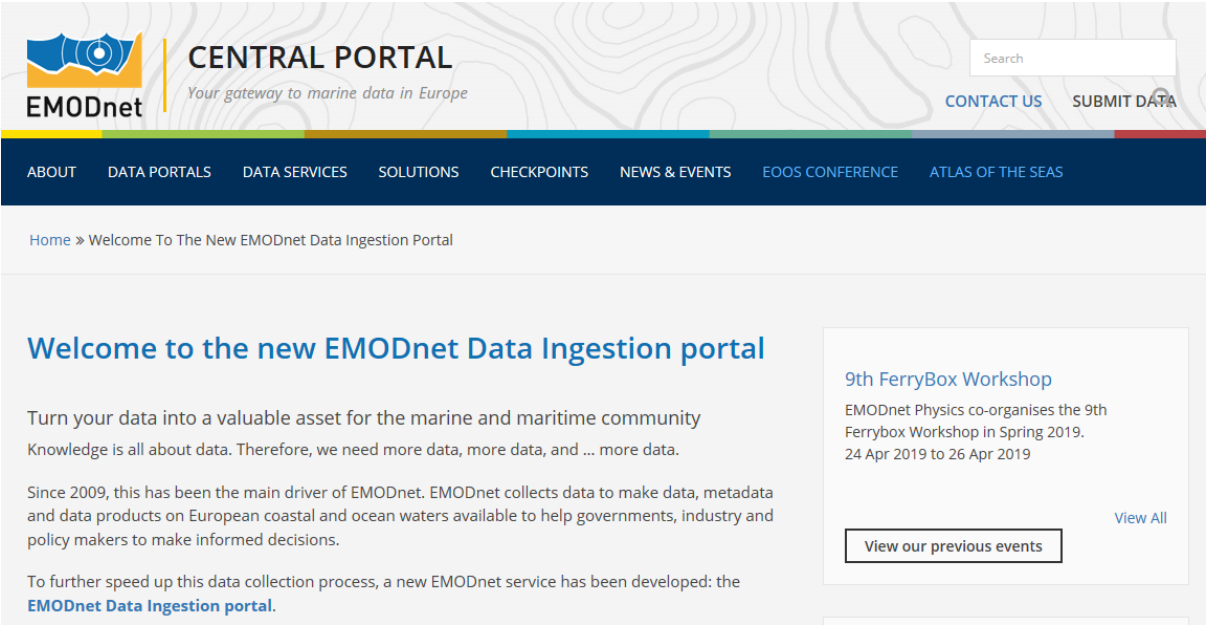 EMODnet
CENTRAL PORTAL
Your gateway to marine data in Europe
Search
CONTACT US
SUBMIT DATA
ABOUT
DATA PORTALS
DATA SERVICES
SOLUTIONS
CHECKPOINTS
NEWS & EVENTS
EOOS CONFERENCE
ATLAS OF THE SEAS
Home » Welcome To The New EMODnet Data Ingestion Portal
Welcome to the new EMODnet Data Ingestion portal
Turn your data into a valuable asset for the marine and maritime community
Knowledge is all about data. Therefore, we need more data, more data, and ... more data.
Since 2009, this has been the main driver of EMODnet. EMODnet collects data to make data, metadata
and data products on European coastal and ocean waters available to help governments, industry and
policy makers to make informed decisions.
To further speed up this data collection process, a new EMODnet service has been developed: the
EMODnet Data Ingestion portal.
9th FerryBox Workshop
EMODnet Physics co-organises the 9th
Ferrybox Workshop in Spring 2019.
24 Apr 2019 to 26 Apr 2019
View All
View our previous events